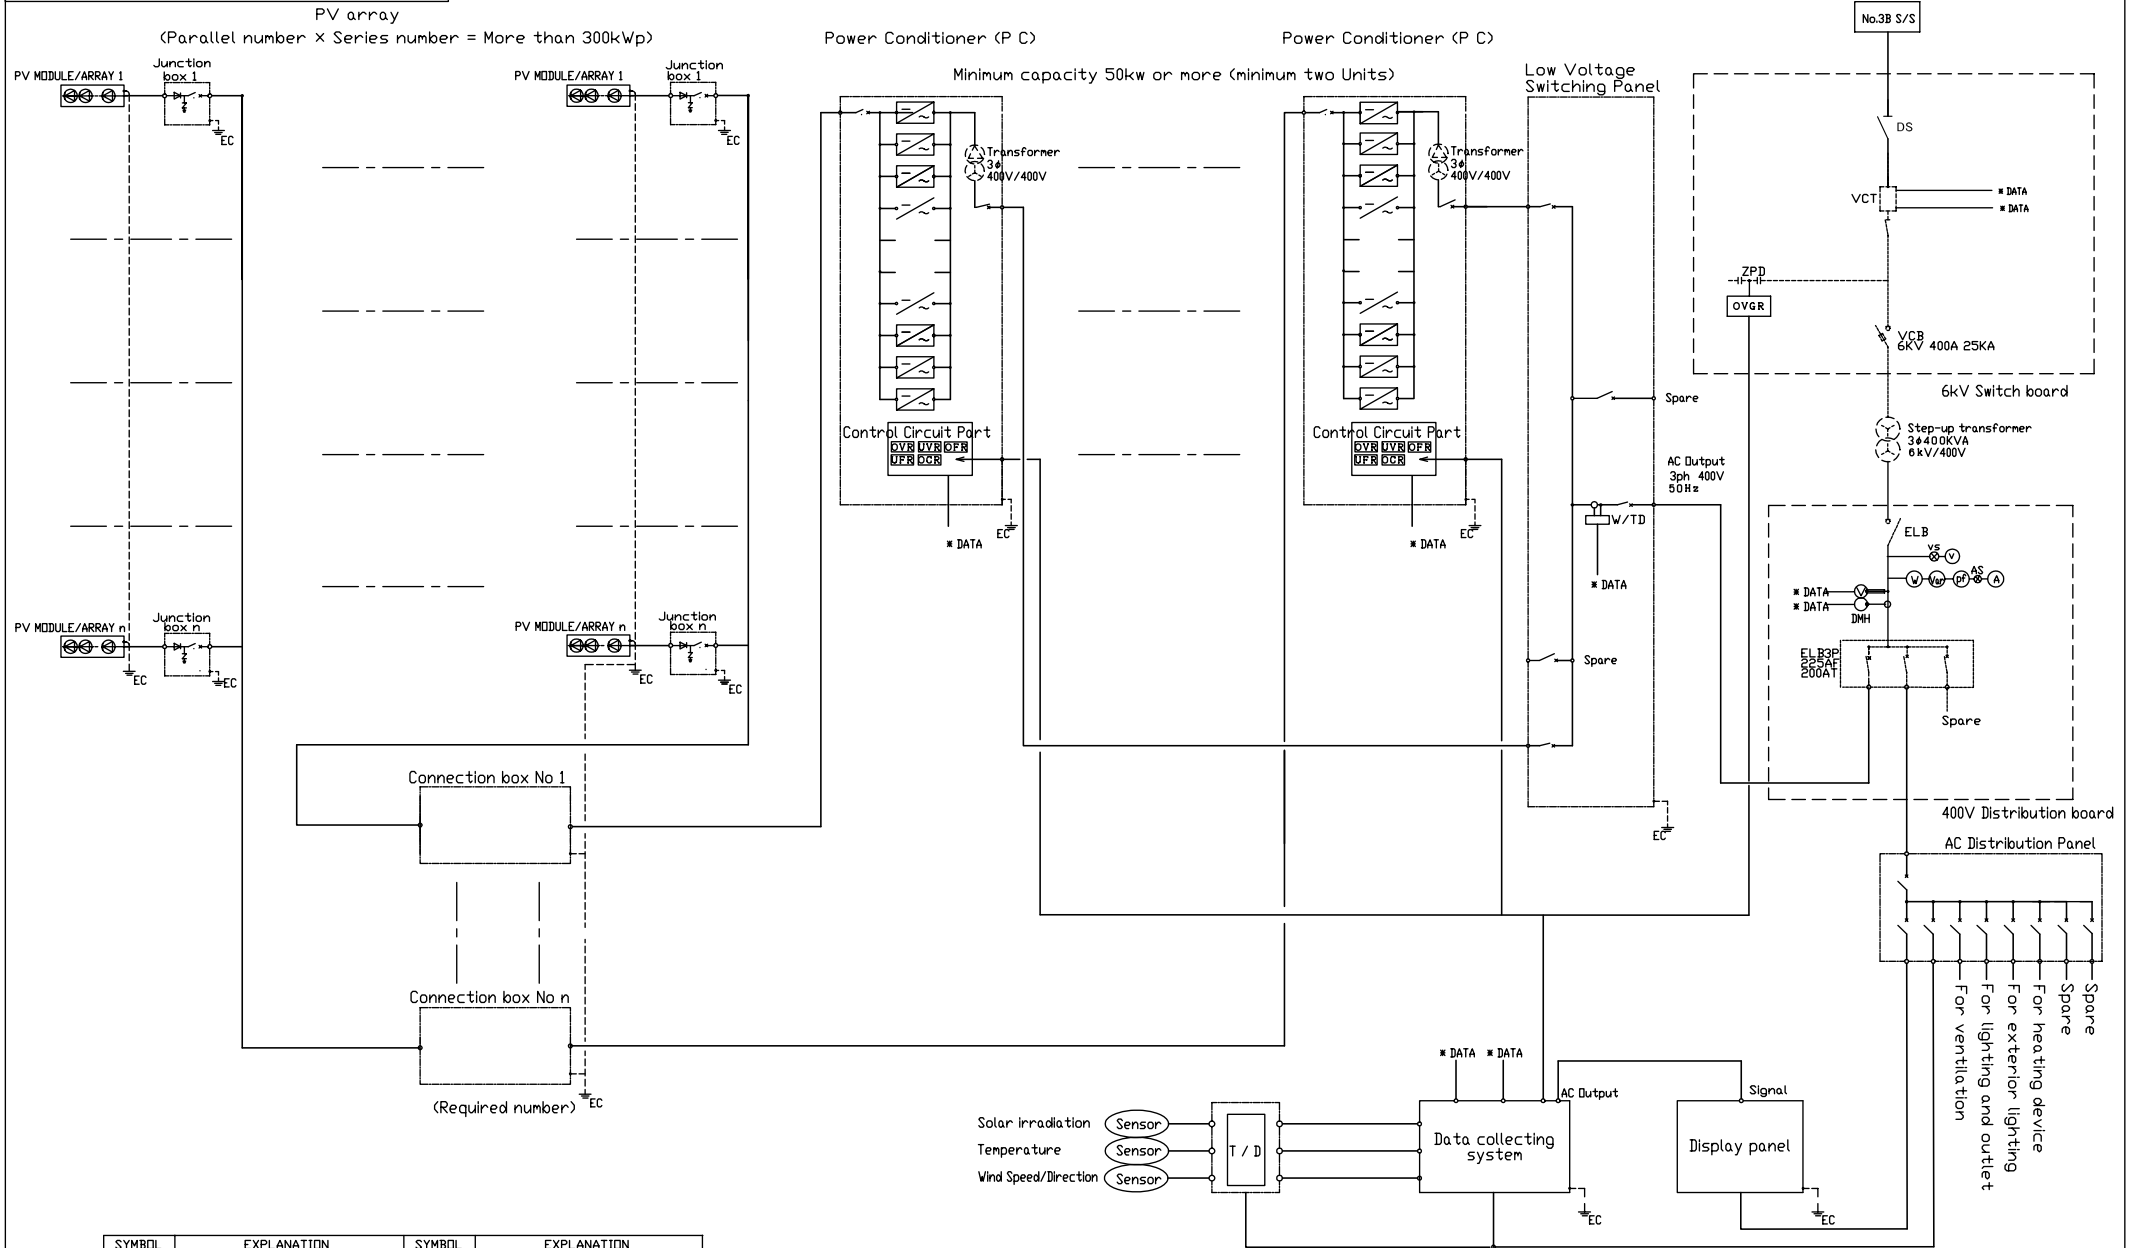 PV array
(Parallel number × Series number = More than 300kWp)
PV MODULE/ARRAY 1
Junction
box 1
EC
PV MODULE/ARRAY 1
Junction
box 1
EC
PV MODULE/ARRAY n
Junction
box n
EC
EC
PV MODULE/ARRAY n
Junction
box n
EC
EC
Connection box No 1
Connection box No n
(Required number)
EC
Power Conditioner (P C)
Power Conditioner (P C)
Minimum capacity 50kw or more (minimum two Units)
Transformer
3ϕ
400V/400V
Control Circuit Part
OVR UVR OFR
UFR OCR
EC
* DATA
Transformer
3ϕ
400V/400V
Control Circuit Part
OVR UVR OFR
UFR OCR
EC
* DATA
Low Voltage
Switching Panel
Spare
AC Output
3ph 400V
50Hz
W/TD
* DATA
Spare
EC
No.3B S/S
DS
VCT
* DATA
* DATA
ZPD
OVGR
VCB
6KV 400A 25KA
6kV Switch board
Step-up transformer
3ϕ400KVA
6kV/400V
ELB
VS
V
W
Var
pf
AS
A
* DATA
V
* DATA
DMH
ELB3P
225AF
200AT
Spare
400V Distribution board
AC Distribution Panel
For ventilation
For lighting and outlet
For exterior lighting
For heating device
Spare
Spare
* DATA
* DATA
AC Output
Signal
Solar irradiation
Sensor
Temperature
Sensor
Wind Speed/Direction
Sensor
T / D
Data collecting
system
EC
Display panel
EC
SYMBOL
EXPLANATION
SYMBOL
EXPLANATION